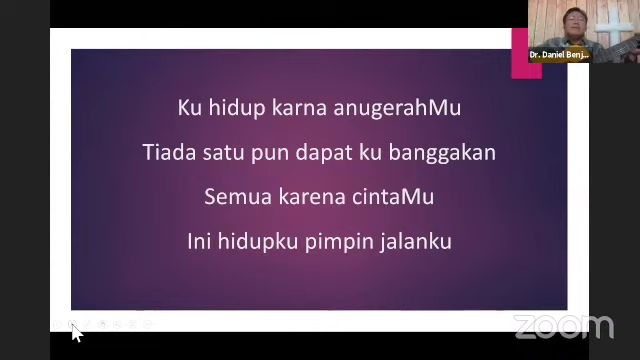 Dr. Daniel Benj...
Ku hidup karna anugerahMu
Tiada satu pun dapat ku banggakan
Semua karena cintaMu
Ini hidupku pimpin jalanku
zoom